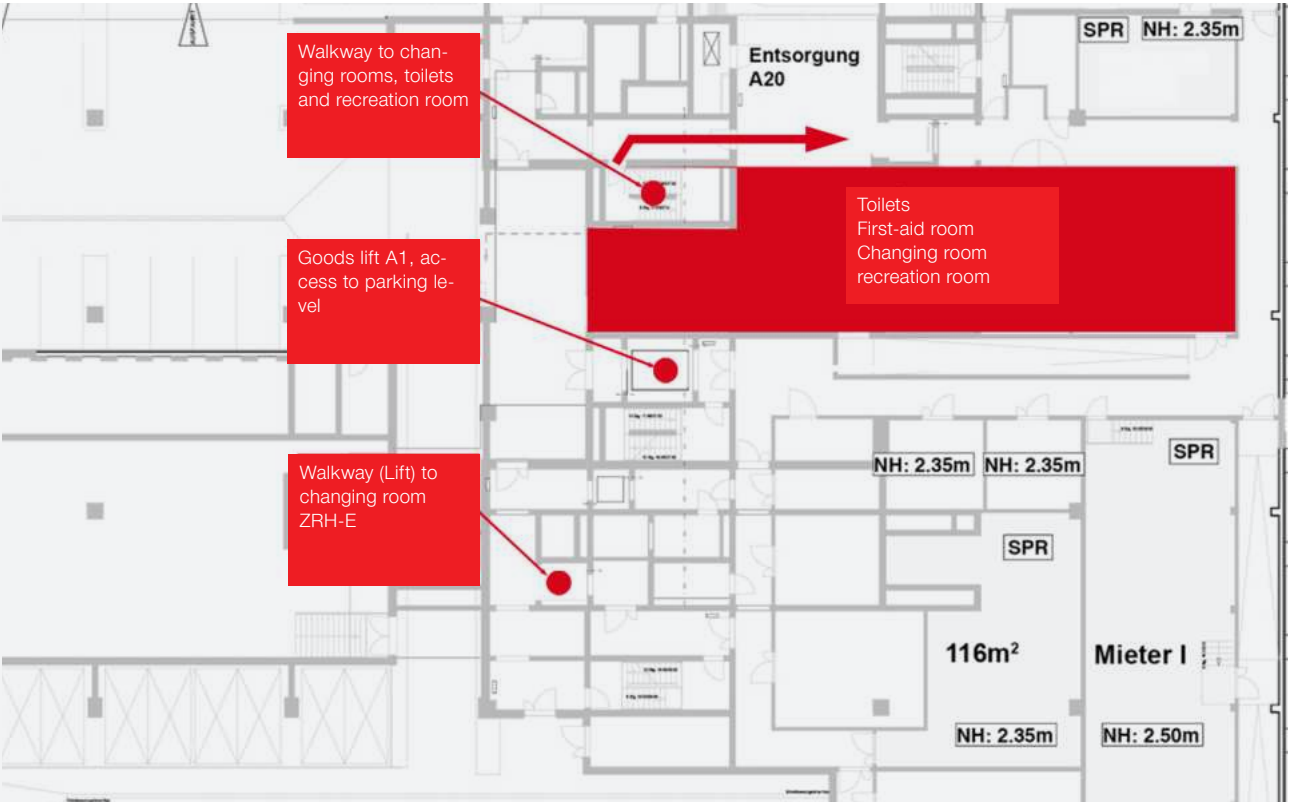 SPR NH: 2.35m
Walkway to chan-
ging rooms, toilets
and recreation room
Entsorgung
A20
Toilets
First-aid room
Changing room
recreation room
Goods lift A1, ac-
cess to parking le-
vel
NH: 2.35m NH: 2.35m
SPR
Walkway (Lift) to
changing room
ZRH-E
SPR
116m²
Mieter I
NH: 2.35m
NH: 2.50m